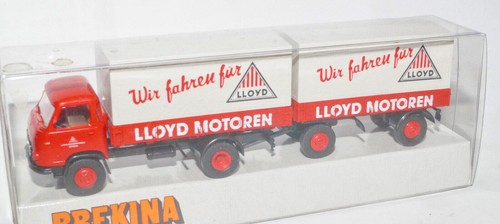 Wir fahren für
LLOYD
LLOYD MOTOREN
Wir fahren für
LLOYD
LLOYD MOTOREN
BREKINA